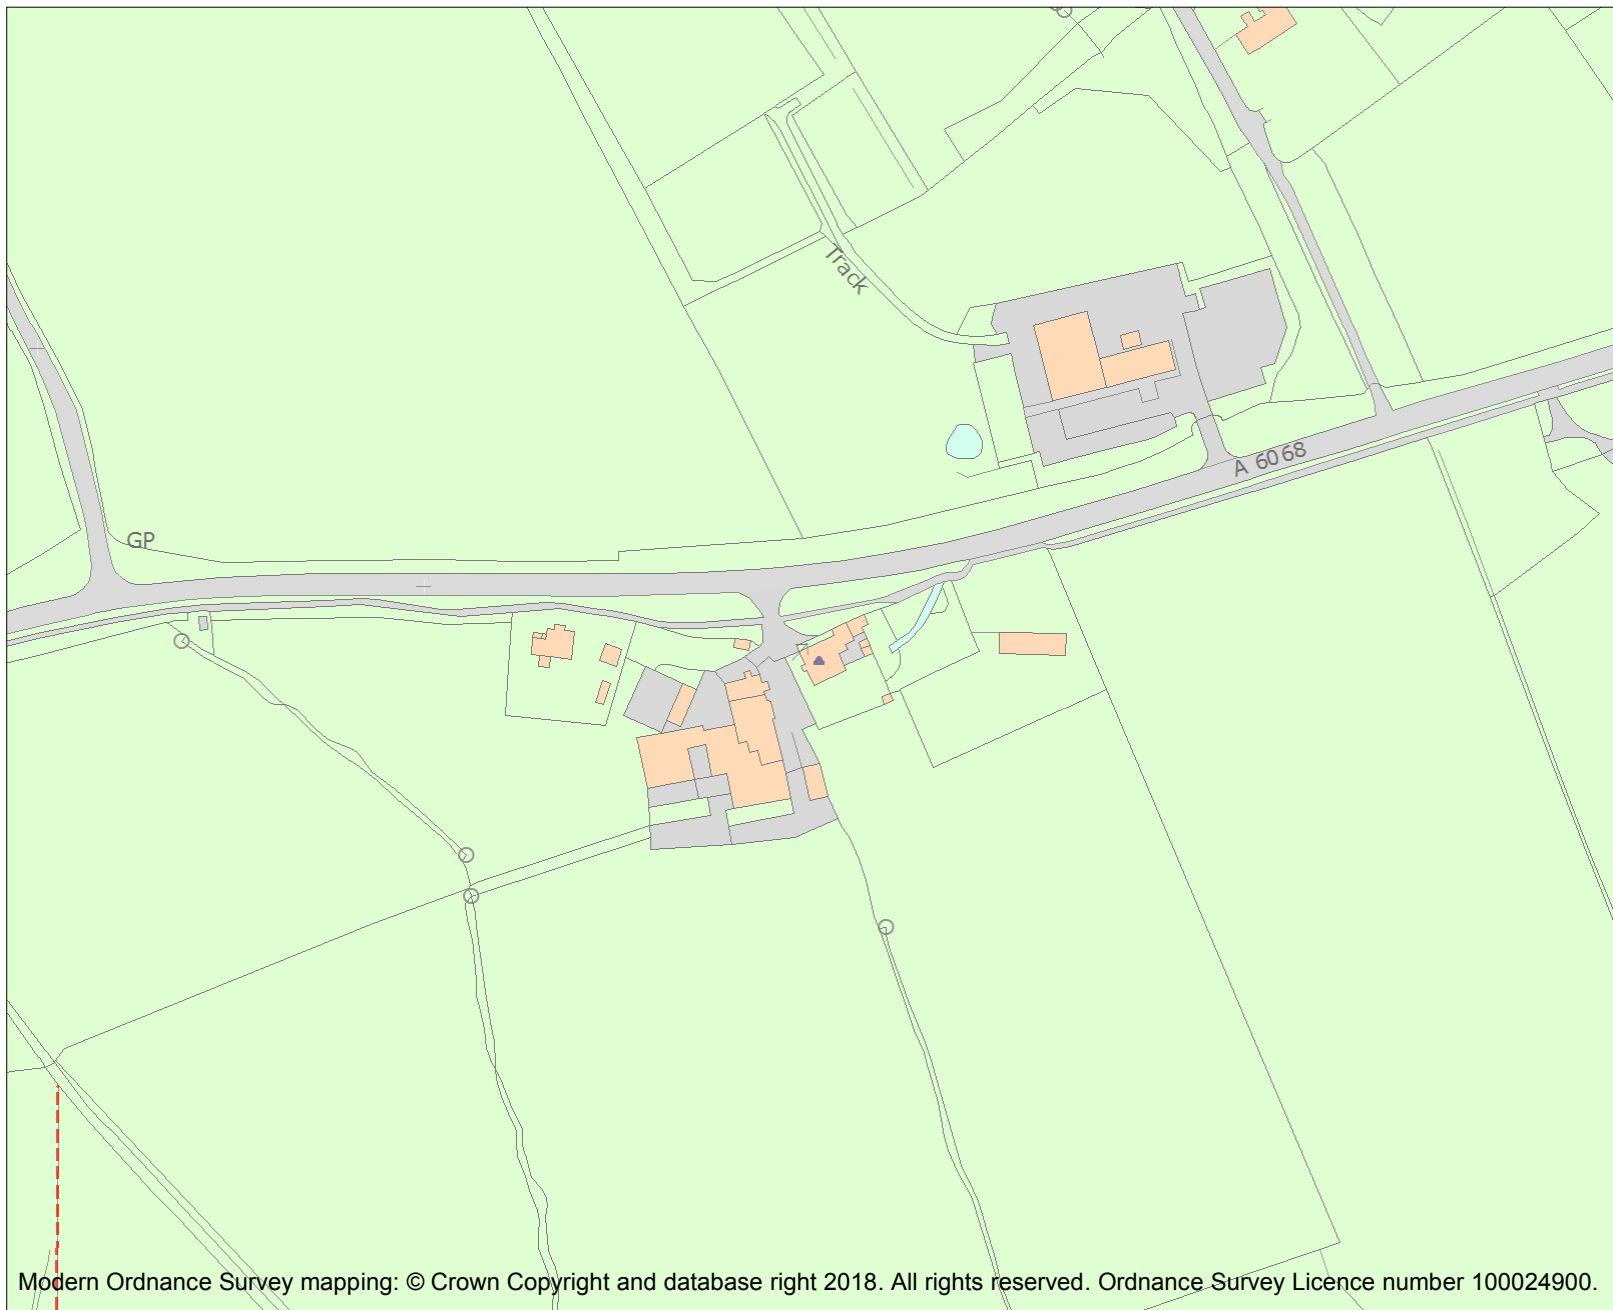 Track
A 6068
GP
Modern Ordnance Survey mapping: © Crown Copyright and database right 2018. All rights reserved. Ordnance Survey Licence number 100024900.